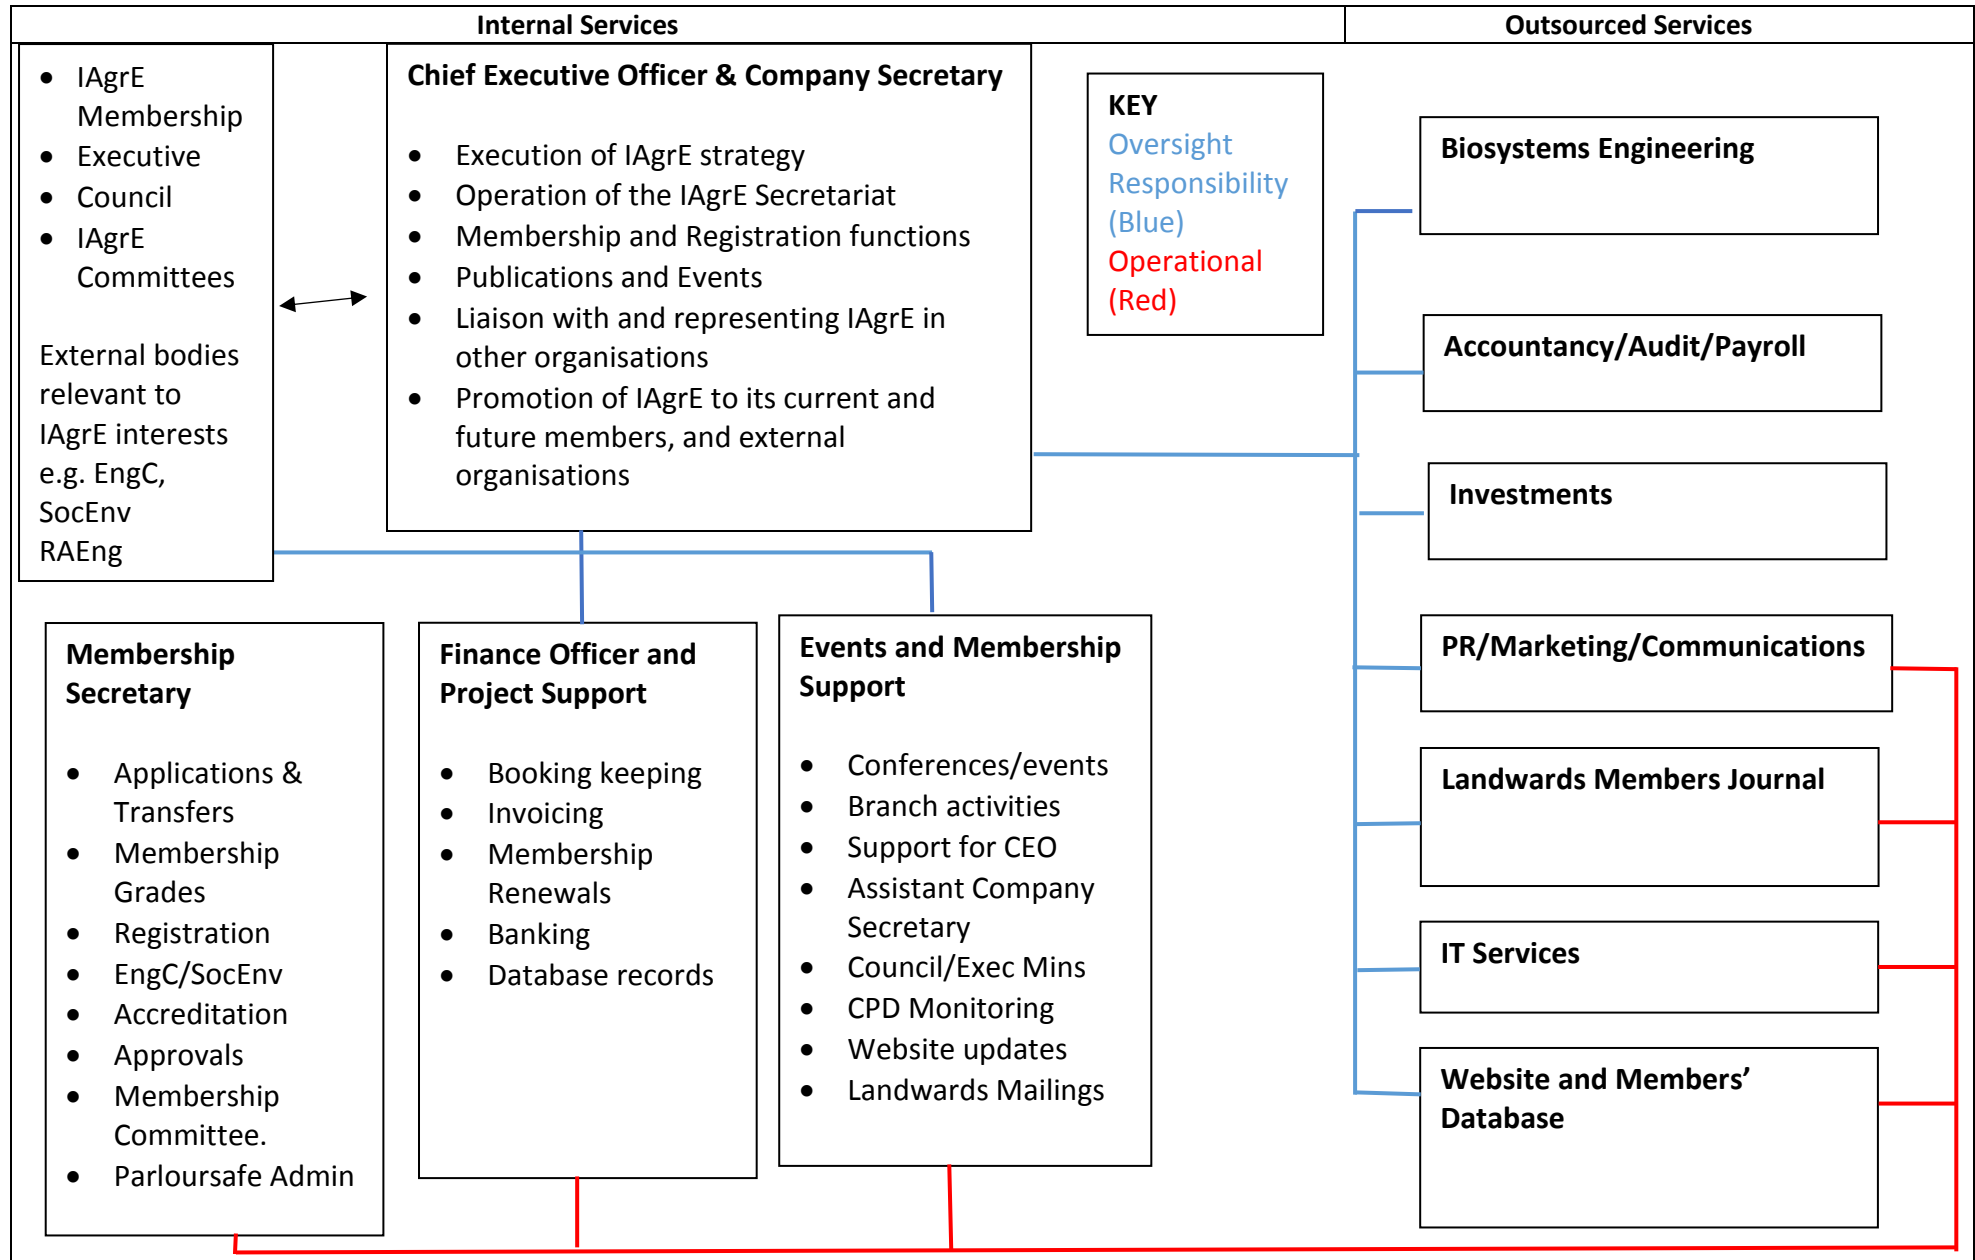 Internal Services
Outsourced Services
• IAgrE
Membership
• Executive
• Council
• IAgrE
Committees
External bodies
relevant to
IAgrE interests
e.g. EngC,
SocEnv
RAEng
Chief Executive Officer & Company Secretary
• Execution of IAgrE strategy
• Operation of the IAgrE Secretariat
• Membership and Registration functions
• Publications and Events
• Liaison with and representing IAgrE in
other organisations
• Promotion of IAgrE to its current and
future members, and external
organisations
KEY
Oversight
Responsibility
(Blue)
Operational
(Red)
Biosystems Engineering
Accountancy/Audit/Payroll
Investments
PR/Marketing/Communications
Landwards Members Journal
IT Services
Website and Members’
Database
Membership
Secretary
• Applications &
Transfers
• Membership
Grades
• Registration
• EngC/SocEnv
• Accreditation
• Approvals
• Membership
Committee.
• Parloursafe Admin
Finance Officer and
Project Support
• Booking keeping
• Invoicing
• Membership
Renewals
• Banking
• Database records
Events and Membership
Support
• Conferences/events
• Branch activities
• Support for CEO
• Assistant Company
Secretary
• Council/Exec Mins
• CPD Monitoring
• Website updates
• Landwards Mailings